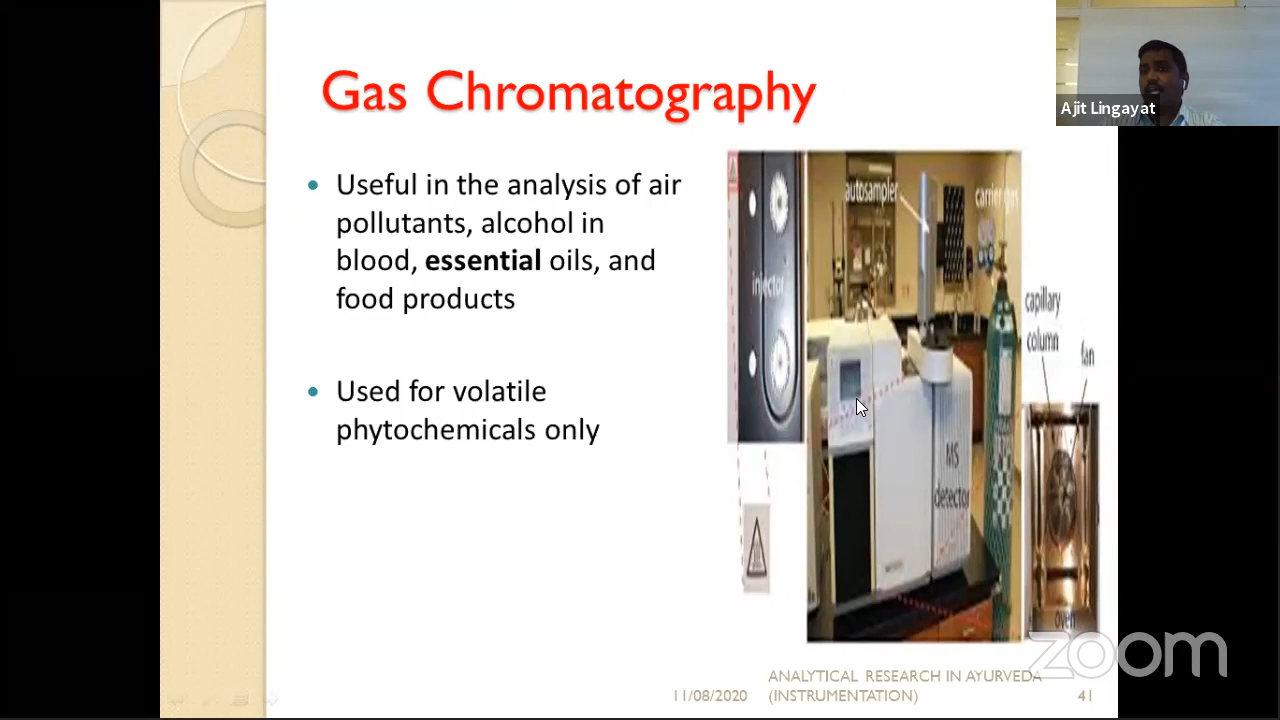 Gas Chromatography
Ajit Lingayat
• Useful in the analysis of air
pollutants, alcohol in
blood, essential oils, and
food products
• Used for volatile
phytochemicals only
injector
autosampler
carrier gas
capillary
column
fan
MS
detector
oven
zoom
11/08/2020
ANALYTICAL RESEARCH IN AYURVEDA
(INSTRUMENTATION)
41